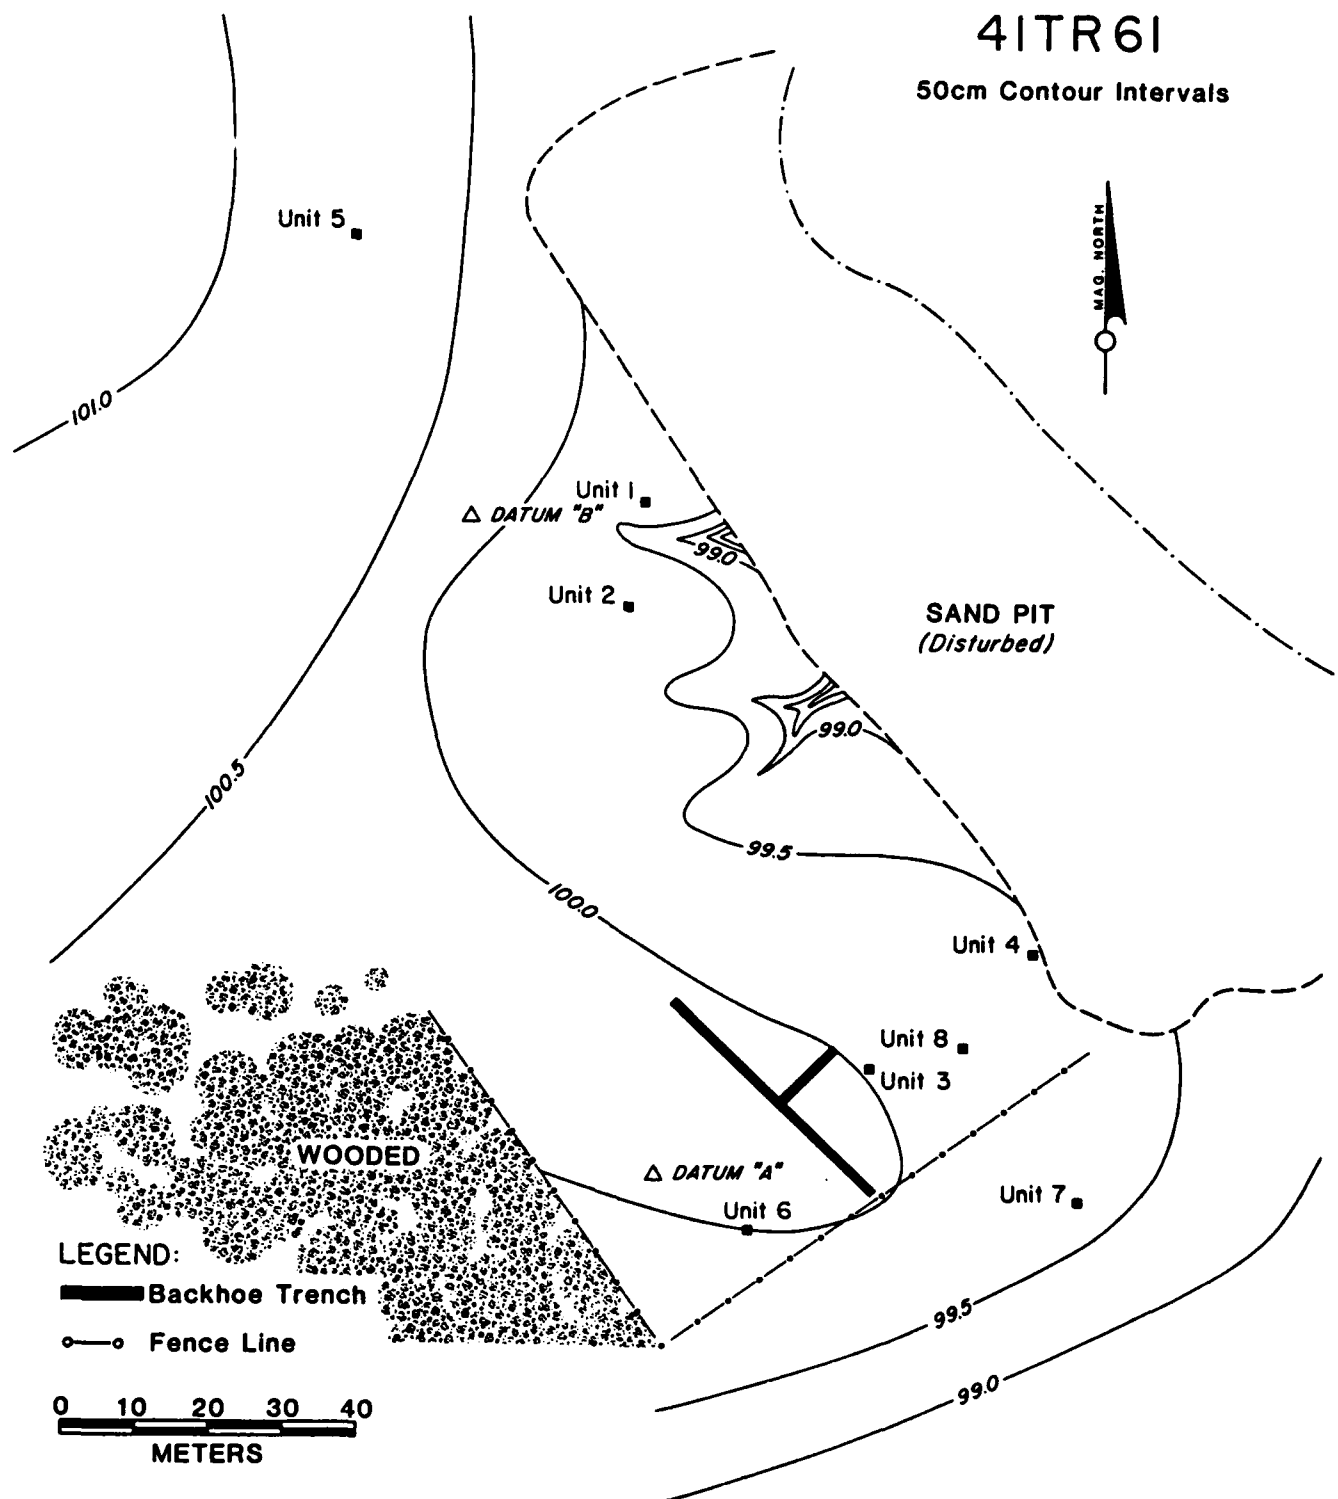 41TR61
50cm Contour Intervals
MAG. NORTH
Unit 5
101.0
Unit 1
DATUM "B"
99.0
Unit 2
SAND PIT
(Disturbed)
99.0
100.5
99.5
100.0
Unit 4
Unit 8
Unit 3
WOODED
DATUM "A"
Unit 7
Unit 6
LEGEND:
Backhoe Trench
Fence Line
99.5
99.0
0 10 20 30 40
METERS